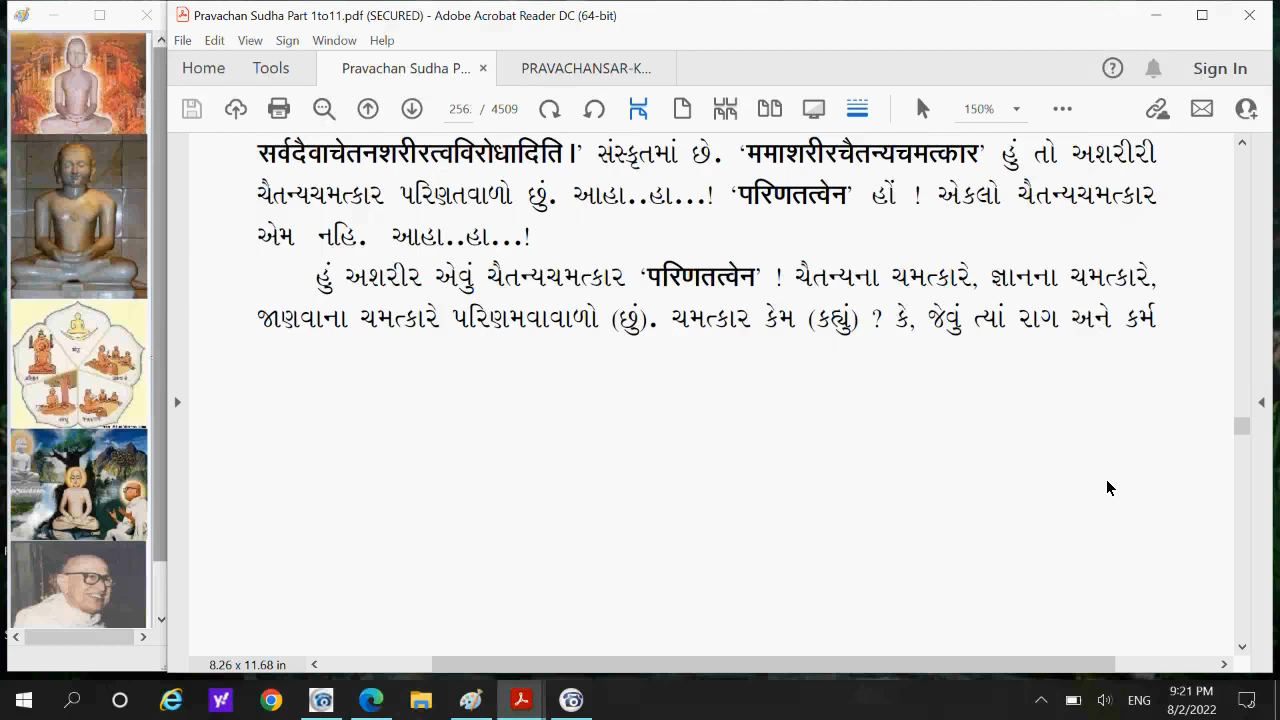 Pravachan Sudha Part 1to11.pdf (SECURED) - Adobe Acrobat Reader DC (64-bit)
File Edit View Sign Window Help
Home Tools Pravachan Sudha P... × PRAVACHANSAR-K... Sign In
256 / 4509 150%
सर्वदैवाचेतनशरीरत्वविरोधादिति ।’ સંસ્કૃતમાં છે. ‘ममाशरीरचैतन्यचमत्कार’ હું તો અશરીરી
ચૈતન્યચમત્કાર પરિણતવાળો છું. આહા..હા...! ‘परिणतत्वेन’ હોં ! એકલો ચૈતન્યચમત્કાર
એમ નહિ. આહા..હા...!
હું અશરીર એવું ચૈતન્યચમત્કાર ‘परिणतत्वेन’ ! ચૈતન્યના ચમત્કારે, જ્ઞાનના ચમત્કારે,
જાણવાના ચમત્કારે પરિણમવાવાળો (છું). ચમત્કાર કેમ (કહ્યું) ? કે, જેવું ત્યાં રાગ અને કર્મ
8.26 x 11.68 in
ENG 9:21 PM
8/2/2022